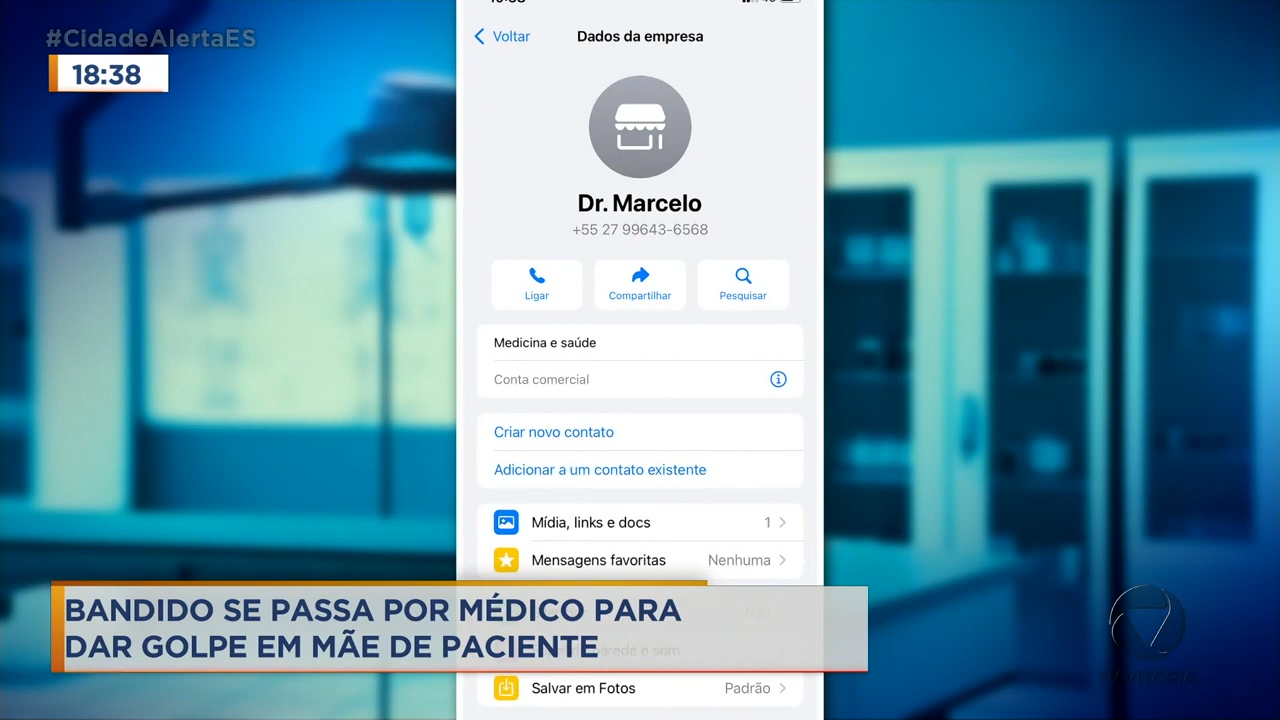 #CidadeAlertaES
18:38
Voltar
Dados da empresa
Dr. Marcelo
+55 27 99643-6568
Ligar
Compartilhar
Pesquisar
Medicina e saúde
Conta comercial
Criar novo contato
Adicionar a um contato existente
Mídia, links e docs
1
Mensagens favoritas
Nenhuma
BANDIDO SE PASSA POR MÉDICO PARA
DAR GOLPE EM MÃE DE PACIENTE
Salvar em Fotos
Padrão